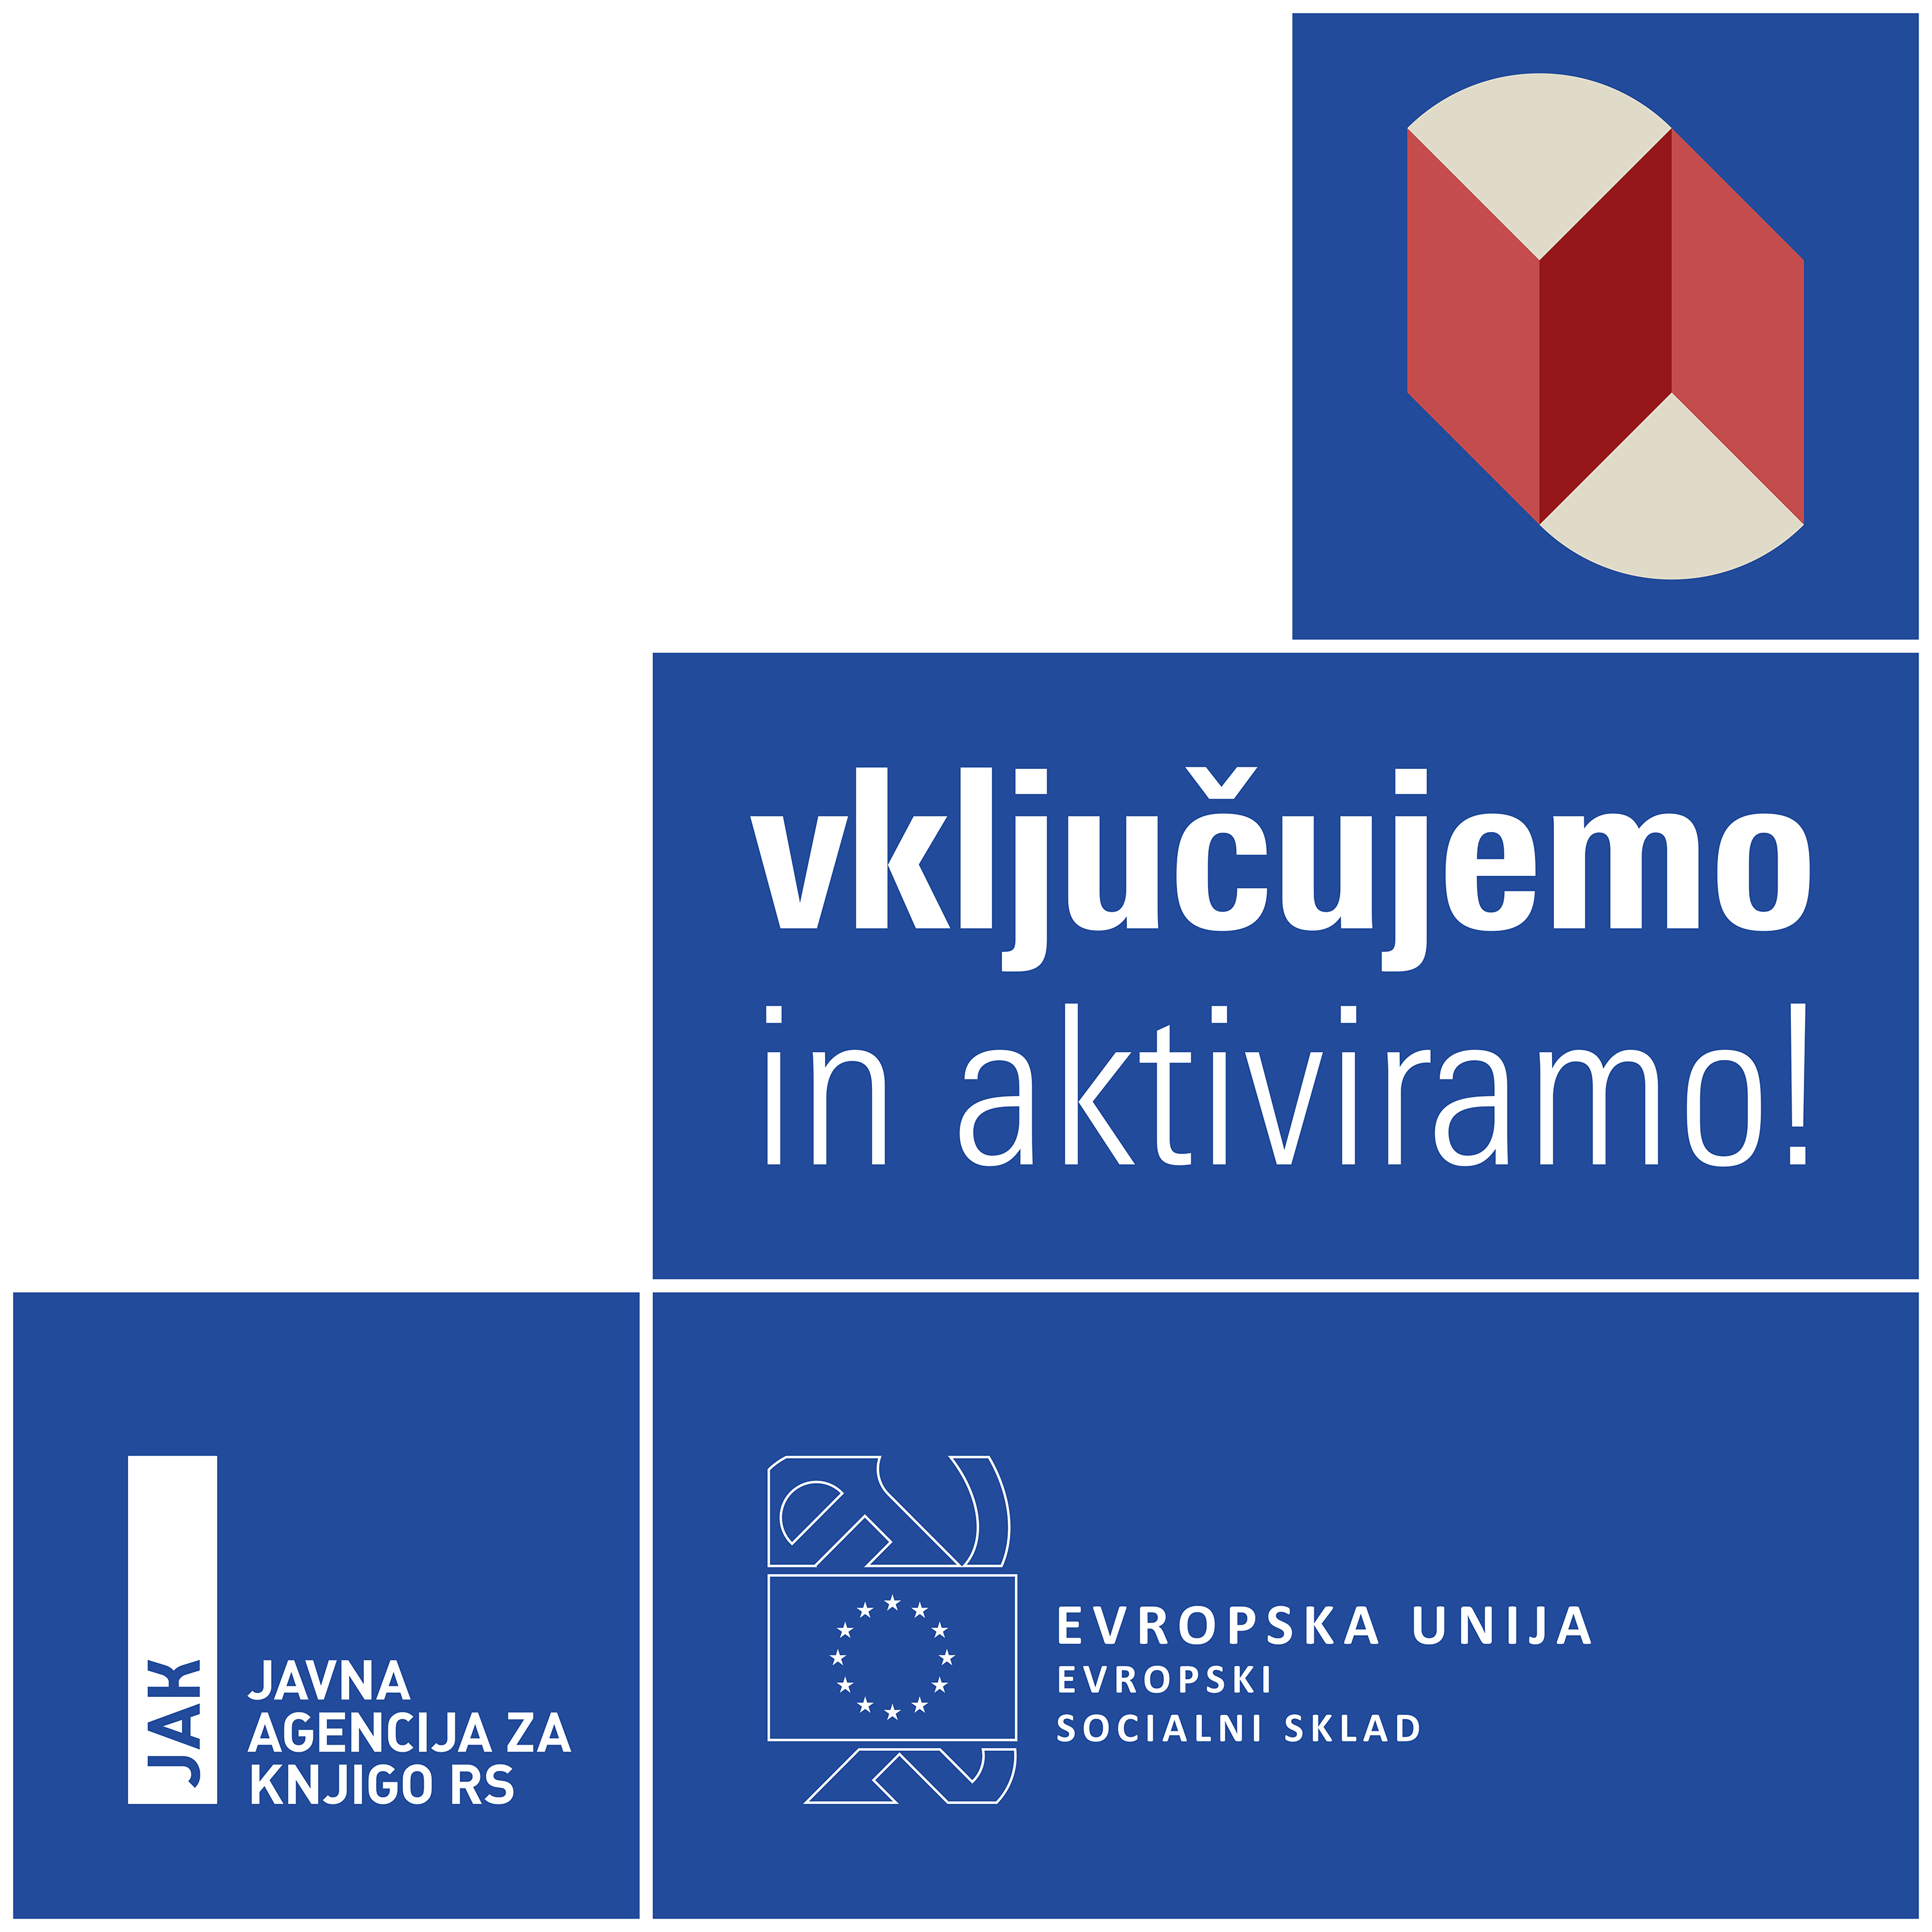 vključujemo
in aktiviramo!
JAK
JAVNA
AGENCIJA ZA
KNJIGO RS
EVROPSKA UNIJA
EVROPSKI
SOCIALNI SKLAD